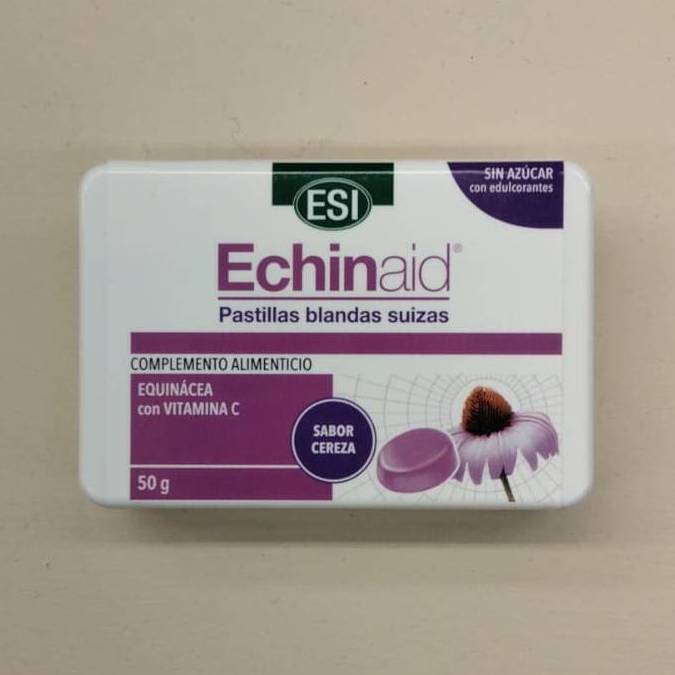 ESI
SIN AZÚCAR
con edulcorantes
Echinaid®
Pastillas blandas suizas
COMPLEMENTO ALIMENTICIO
EQUINÁCEA
con VITAMINA C
SABOR
CEREZA
50 g